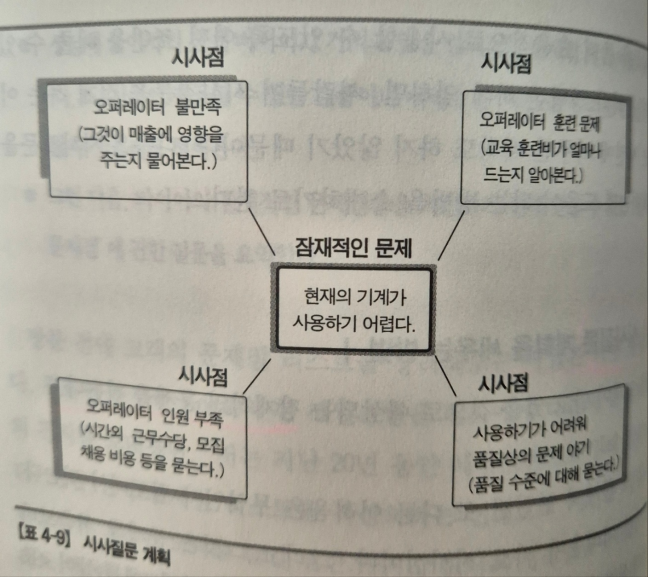 시사점
오퍼레이터 불만족
(그것이 매출에 영향을
주는지 물어본다.)
시사점
오퍼레이터 훈련 문제
(교육 훈련비가 얼마나
드는지 알아본다.)
잠재적인 문제
현재의 기계가
사용하기 어렵다.
시사점
오퍼레이터 인원 부족
(시간외 근무수당, 모집
채용 비용 등을 묻는다.)
시사점
사용하기가 어려워
품질상의 문제 야기
(품질 수준에 대해 묻는다.)
[표 4-9] 시사질문 계획